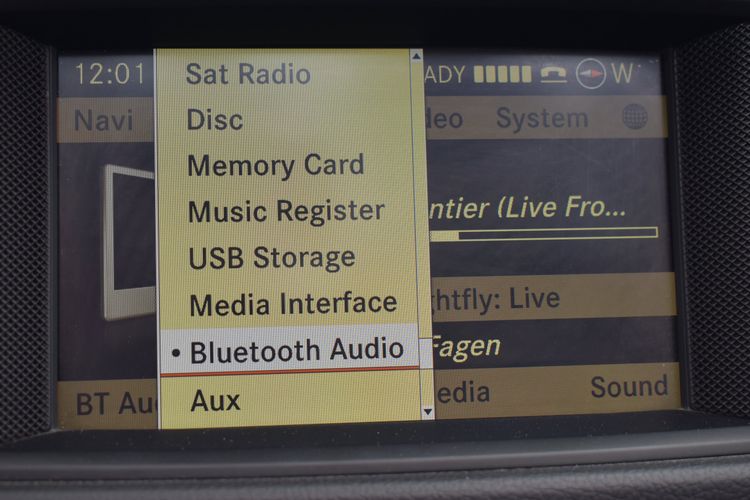 12:01 ADY W
Navi deo System
Sat Radio
Disc
Memory Card
Music Register
USB Storage
Media Interface
Bluetooth Audio
Aux
ntier (Live Fro...
htfly: Live
Fagen
BT Au edia Sound